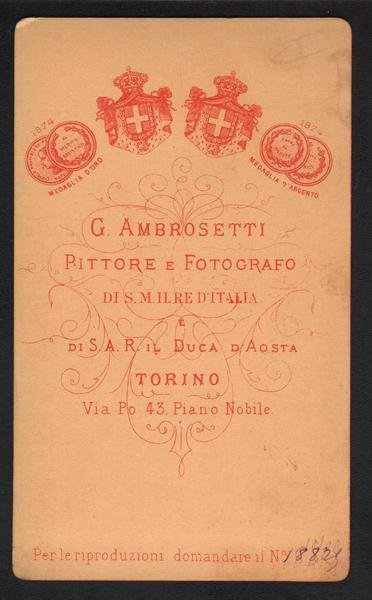 1874
1874
MEDAGLIA D'ORO
MEDAGLIA D'ARGENTO
G. AMBROSETTI
PITTORE E FOTOGRAFO
DI S. M. IL RE D'ITALIA
E
DI S.A.R. IL DUCA D'AOSTA
TORINO
Via Po 43. Piano Nobile
Per le riproduzioni domandare il Nº